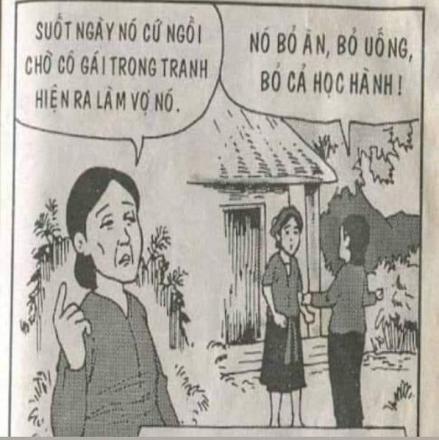 SUỐT NGÀY NÓ CỨ NGỒI
CHỜ CÔ GÁI TRONG TRANH
HIỆN RA LÀM VỢ NÓ.
NÓ BỎ ĂN, BỎ UỐNG,
BỎ CẢ HỌC HÀNH !